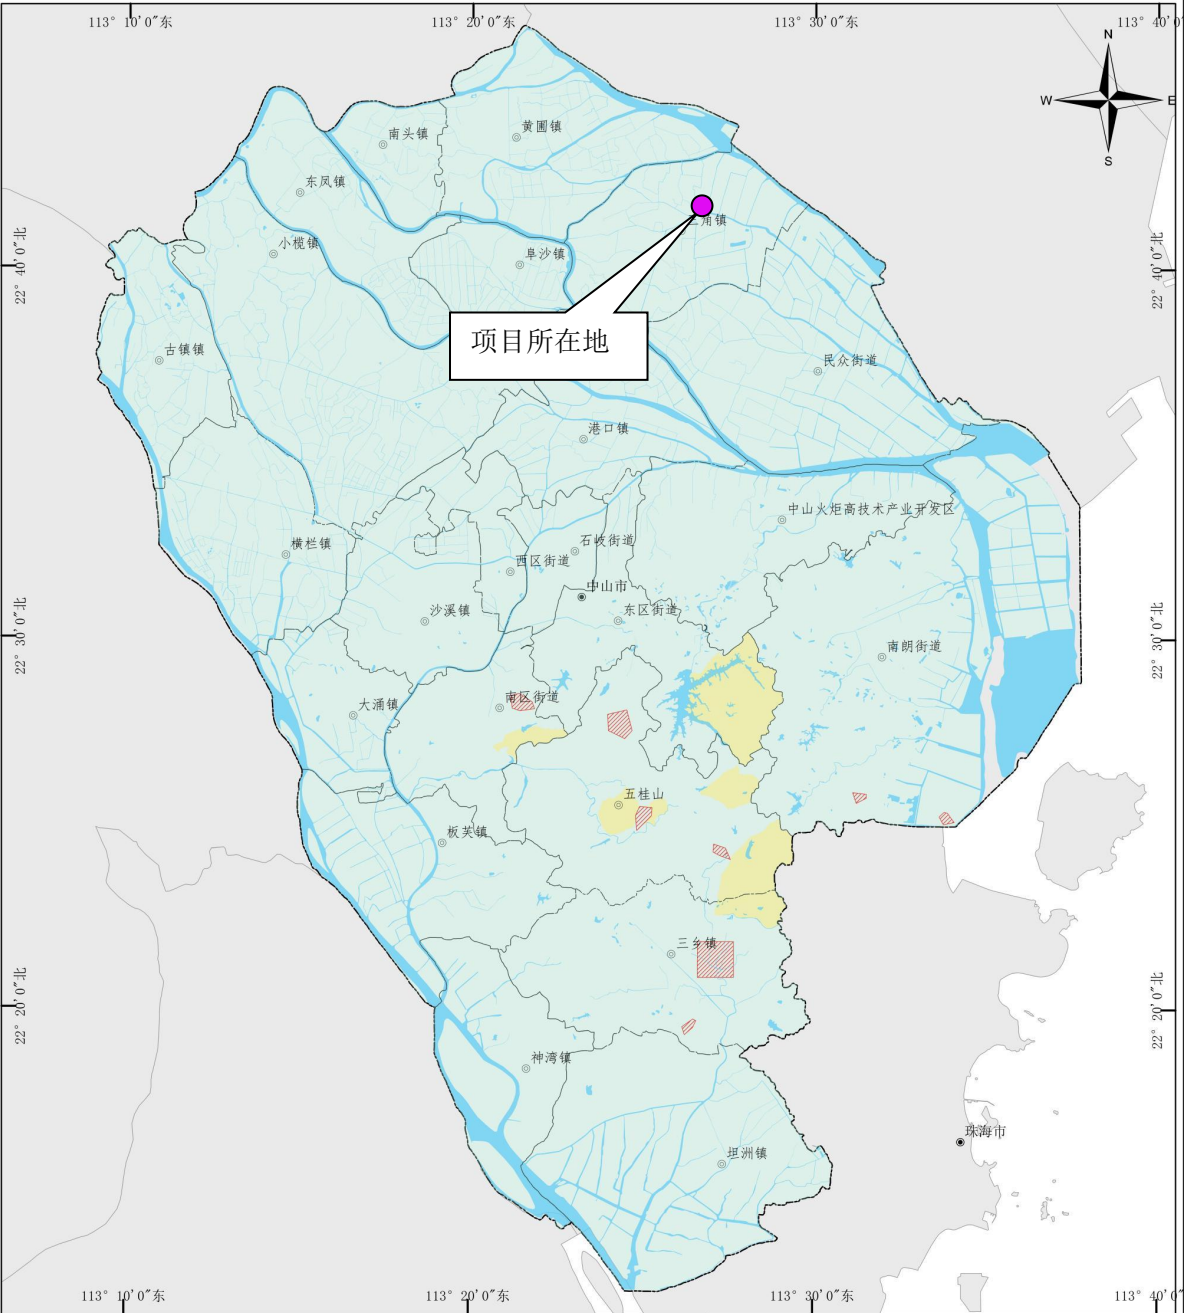 113° 10'0"东
113° 20'0"东
113° 30'0"东
113° 40'0"
N
W
E
S
南头镇
黄圃镇
东凤镇
三角镇
小榄镇
阜沙镇
22° 40'0"北
22° 40'0"北
项目所在地
古镇镇
民众街道
港口镇
中山火炬高技术产业开发区
横栏镇
石岐街道
西区街道
中山市
沙溪镇
东区街道
22° 30'0"北
22° 30'0"北
南朗街道
大涌镇
南区街道
五桂山
板芙镇
三乡镇
22° 20'0"北
22° 20'0"北
神湾镇
珠海市
坦洲镇
113° 10'0"东
113° 20'0"东
113° 30'0"东
113° 40'0"